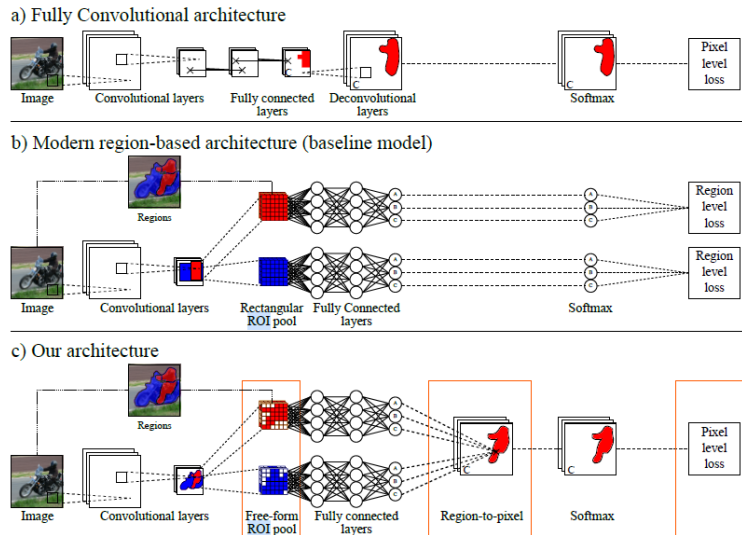 a) Fully Convolutional architecture
C
C
C
Pixel
level
loss
Image
Convolutional layers
Fully connected
layers
Deconvolutional
layers
Softmax
b) Modern region-based architecture (baseline model)
Regions
A
B
C
A
B
C
Region
level
loss
A
B
C
A
B
C
Region
level
loss
Image
Convolutional layers
Rectangular
ROI pool
Fully Connected
layers
Softmax
c) Our architecture
Regions
A
B
C
A
B
C
C
C
Pixel
level
loss
Image
Convolutional layers
Free-form
ROI pool
Fully connected
layers
Region-to-pixel
Softmax